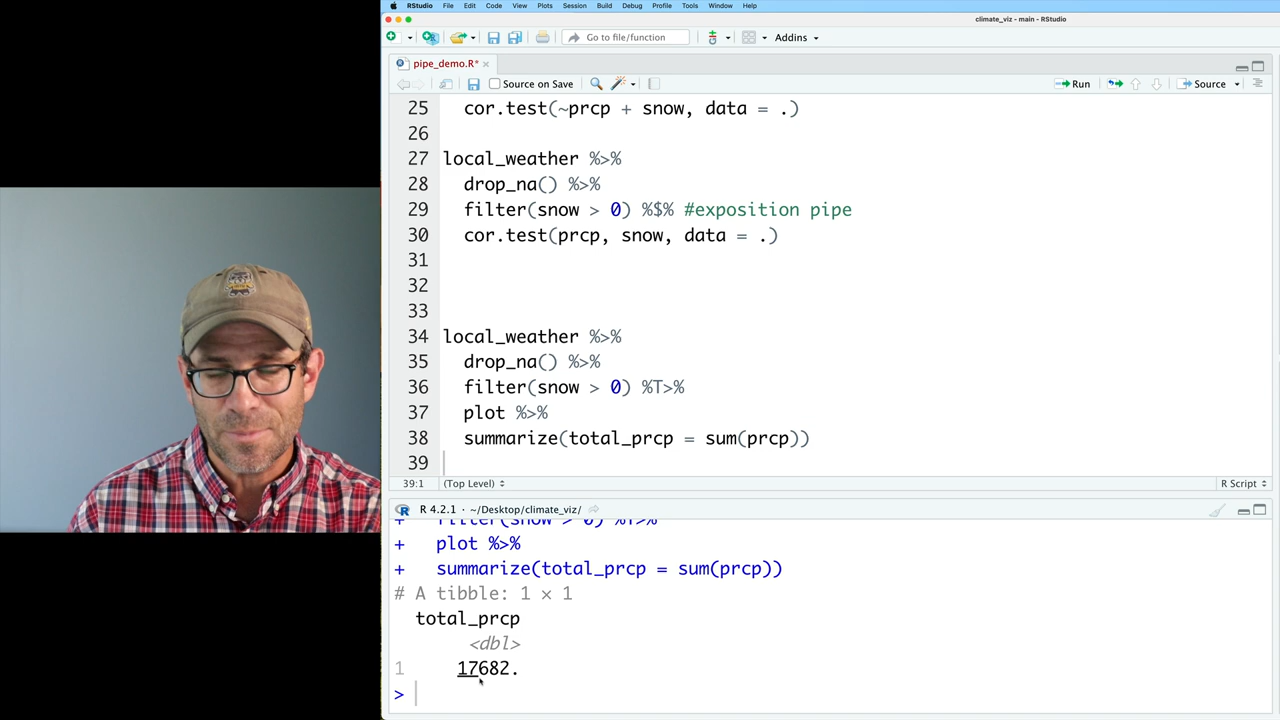 RStudio File Edit Code View Plots Session Build Debug Profile Tools Window Help
climate_viz - main - RStudio
Go to file/function Addins
pipe_demo.R*
Source on Save Run Source
25 cor.test(~prcp + snow, data = .)
26
27 local_weather %>%
28 drop_na() %>%
29 filter(snow > 0) %$% #exposition pipe
30 cor.test(prcp, snow, data = .)
31
32
33
34 local_weather %>%
35 drop_na() %>%
36 filter(snow > 0) %T>%
37 plot %>%
38 summarize(total_prcp = sum(prcp))
39
39:1 (Top Level) R Script
R 4.2.1 · ~/Desktop/climate_viz/
+ filter(snow > 0) %T>%
+ plot %>%
+ summarize(total_prcp = sum(prcp))
# A tibble: 1 × 1
total_prcp
<dbl>
1 17682.
>